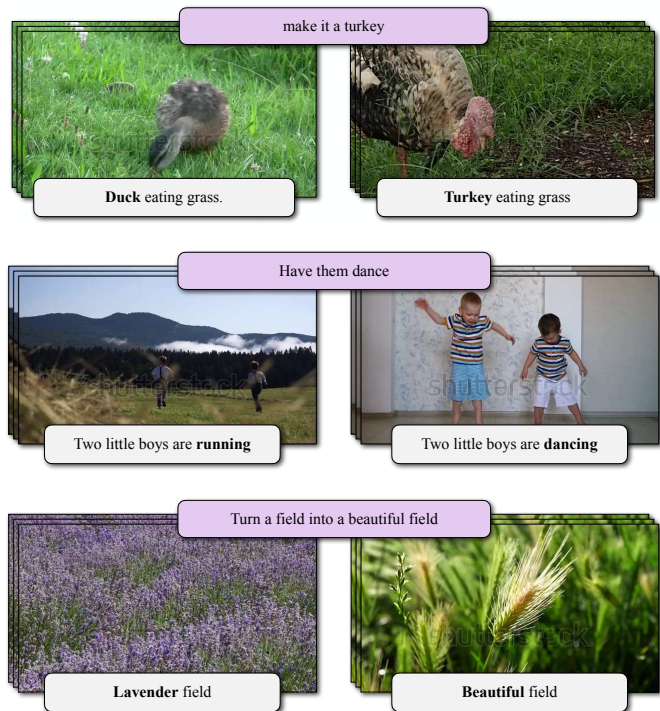 make it a turkey
shutterstock
Duck eating grass.
Turkey eating grass
Have them dance
shutterstock
shutterstock
Two little boys are running
Two little boys are dancing
Turn a field into a beautiful field
shutterstock
Lavender field
Beautiful field